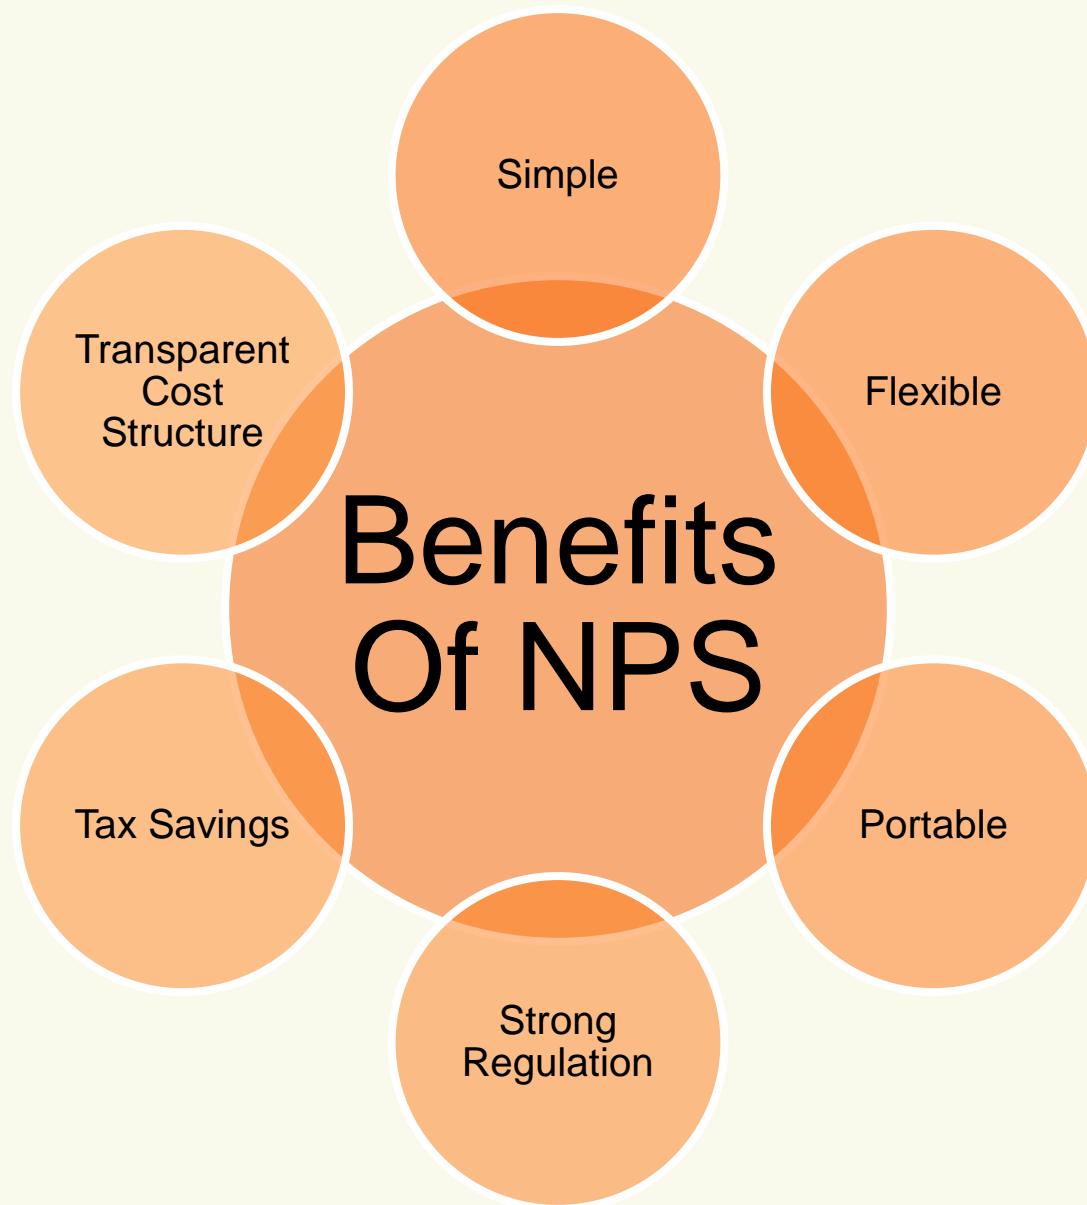 Simple
Flexible
Portable
Strong
Regulation
Tax Savings
Transparent
Cost
Structure
Benefits
Of NPS